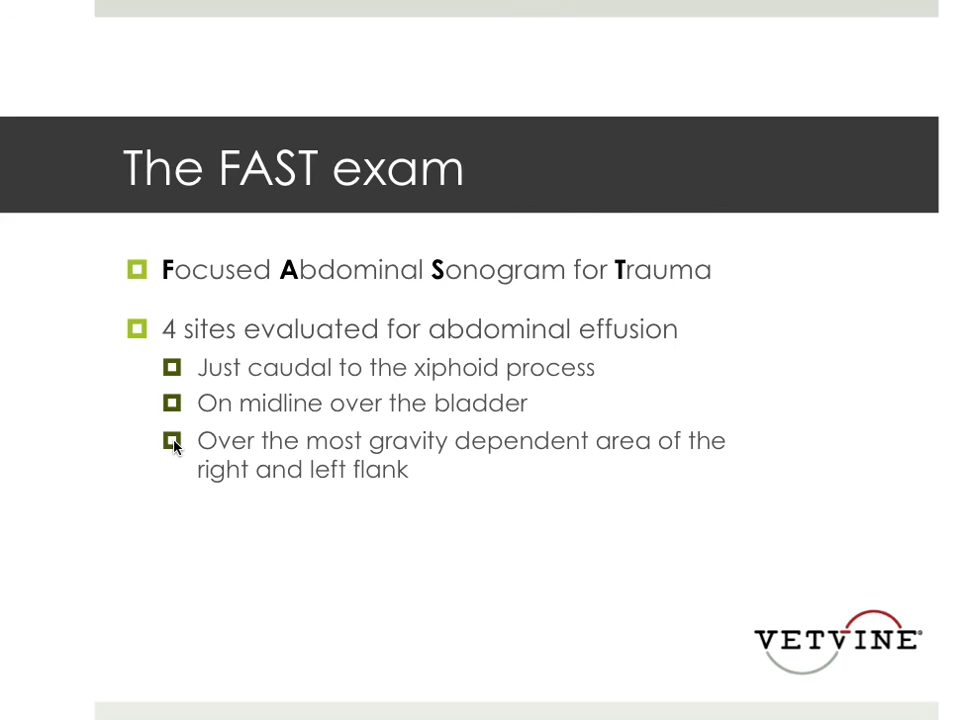 The FAST exam
Focused Abdominal Sonogram for Trauma
4 sites evaluated for abdominal effusion
Just caudal to the xiphoid process
On midline over the bladder
Over the most gravity dependent area of the
right and left flank
VETVINE®